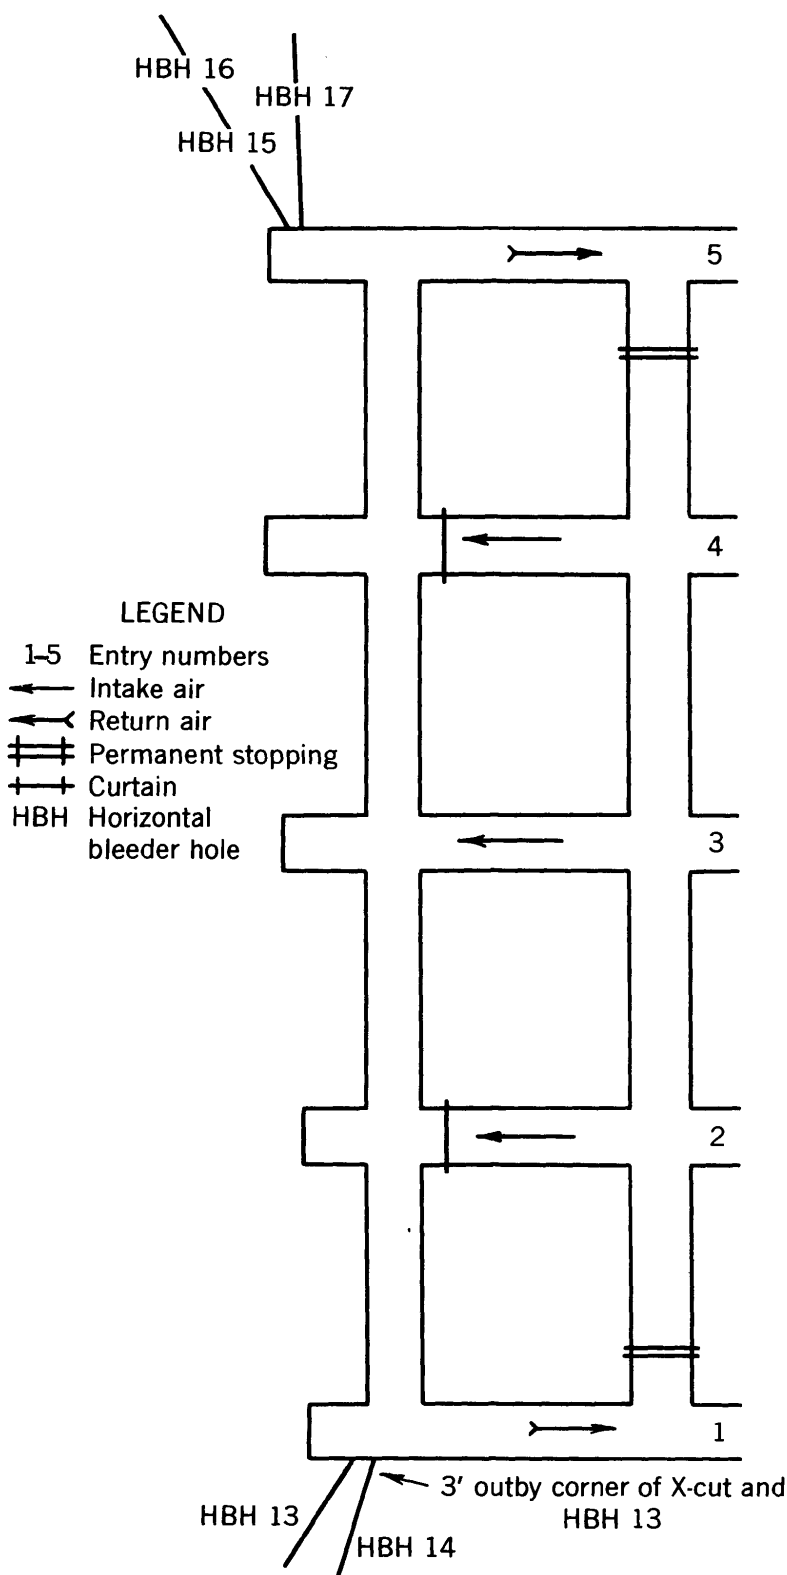 HBH 16
HBH 17
HBH 15
5
4
LEGEND
1-5 Entry numbers
Intake air
Return air
Permanent stopping
Curtain
HBH Horizontal
bleeder hole
3
2
1
3' outby corner of X-cut and
HBH 13
HBH 13
HBH 14